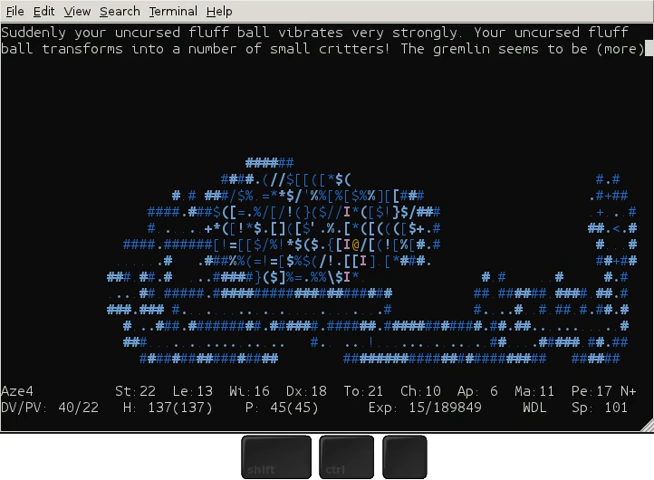 File Edit View Search Terminal Help
Suddenly your uncursed fluff ball vibrates very strongly. Your uncursed fluff
ball transforms into a number of small critters! The gremlin seems to be (more)
Aze4 St:22 Le:13 Wi:16 Dx:18 To:21 Ch:10 Ap: 6 Ma:11 Pe:17 N+
DV/PV: 40/22 H: 137(137) P: 45(45) Exp: 15/189849 WDL Sp: 101
shift ctrl